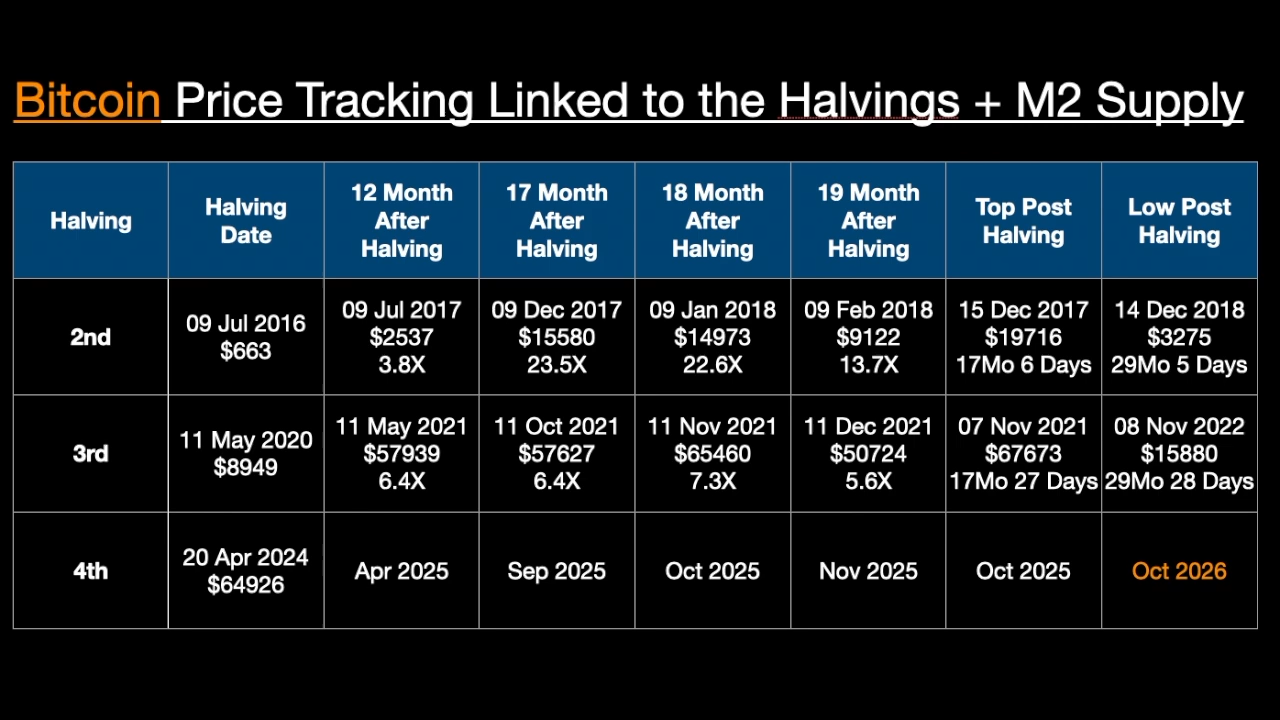 Bitcoin Price Tracking Linked to the Halvings + M2 Supply
Halving
Halving
Date
12 Month
After
Halving
17 Month
After
Halving
18 Month
After
Halving
19 Month
After
Halving
Top Post
Halving
Low Post
Halving
2nd
09 Jul 2016
$663
09 Jul 2017
$2537
3.8X
09 Dec 2017
$15580
23.5X
09 Jan 2018
$14973
22.6X
09 Feb 2018
$9122
13.7X
15 Dec 2017
$19716
17Mo 6 Days
14 Dec 2018
$3275
29Mo 5 Days
3rd
11 May 2020
$8949
11 May 2021
$57939
6.4X
11 Oct 2021
$57627
6.4X
11 Nov 2021
$65460
7.3X
11 Dec 2021
$50724
5.6X
07 Nov 2021
$67673
17Mo 27 Days
08 Nov 2022
$15880
29Mo 28 Days
4th
20 Apr 2024
$64926
Apr 2025
Sep 2025
Oct 2025
Nov 2025
Oct 2025
Oct 2026